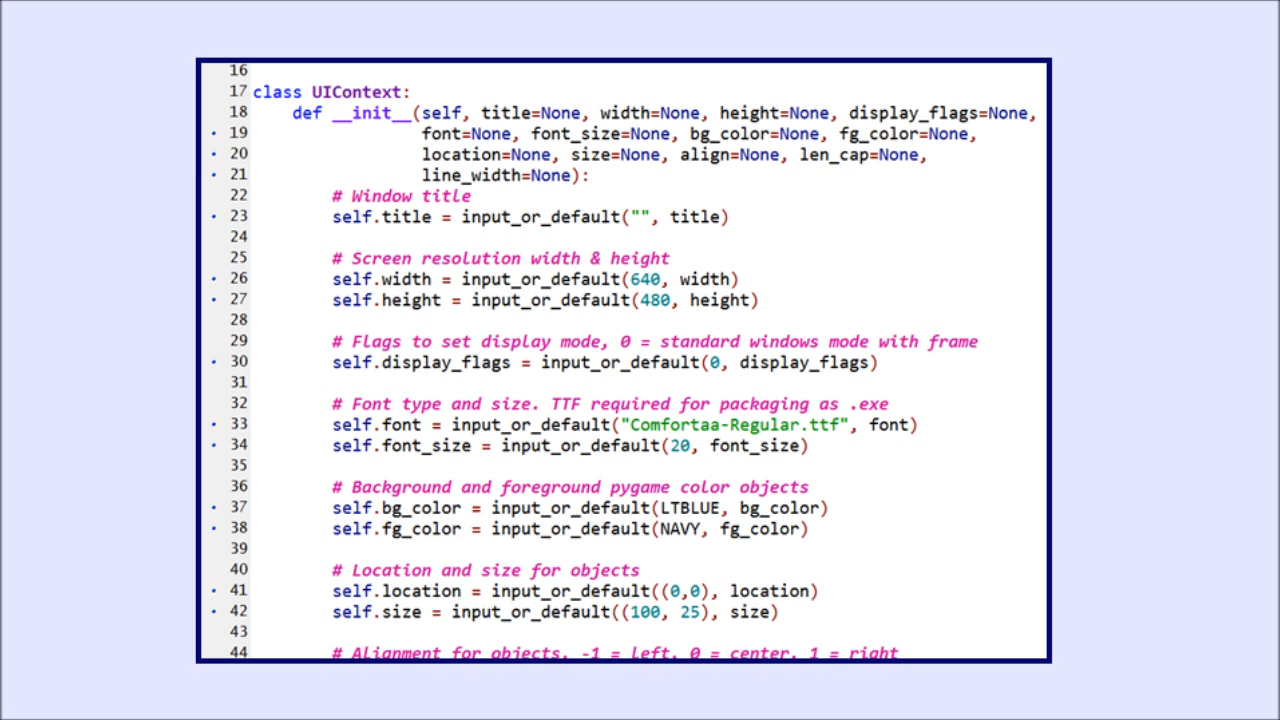 16
17 class UIContext:
18 def __init__(self, title=None, width=None, height=None, display_flags=None,
19 font=None, font_size=None, bg_color=None, fg_color=None,
20 location=None, size=None, align=None, len_cap=None,
21 line_width=None):
22 # Window title
23 self.title = input_or_default("", title)
24
25 # Screen resolution width & height
26 self.width = input_or_default(640, width)
27 self.height = input_or_default(480, height)
28
29 # Flags to set display mode, 0 = standard windows mode with frame
30 self.display_flags = input_or_default(0, display_flags)
31
32 # Font type and size. TTF required for packaging as .exe
33 self.font = input_or_default("Comfortaa-Regular.ttf", font)
34 self.font_size = input_or_default(20, font_size)
35
36 # Background and foreground pygame color objects
37 self.bg_color = input_or_default(LTBLUE, bg_color)
38 self.fg_color = input_or_default(NAVY, fg_color)
39
40 # Location and size for objects
41 self.location = input_or_default((0,0), location)
42 self.size = input_or_default((100, 25), size)
43
44 # Alignment for objects. -1 = left, 0 = center, 1 = right